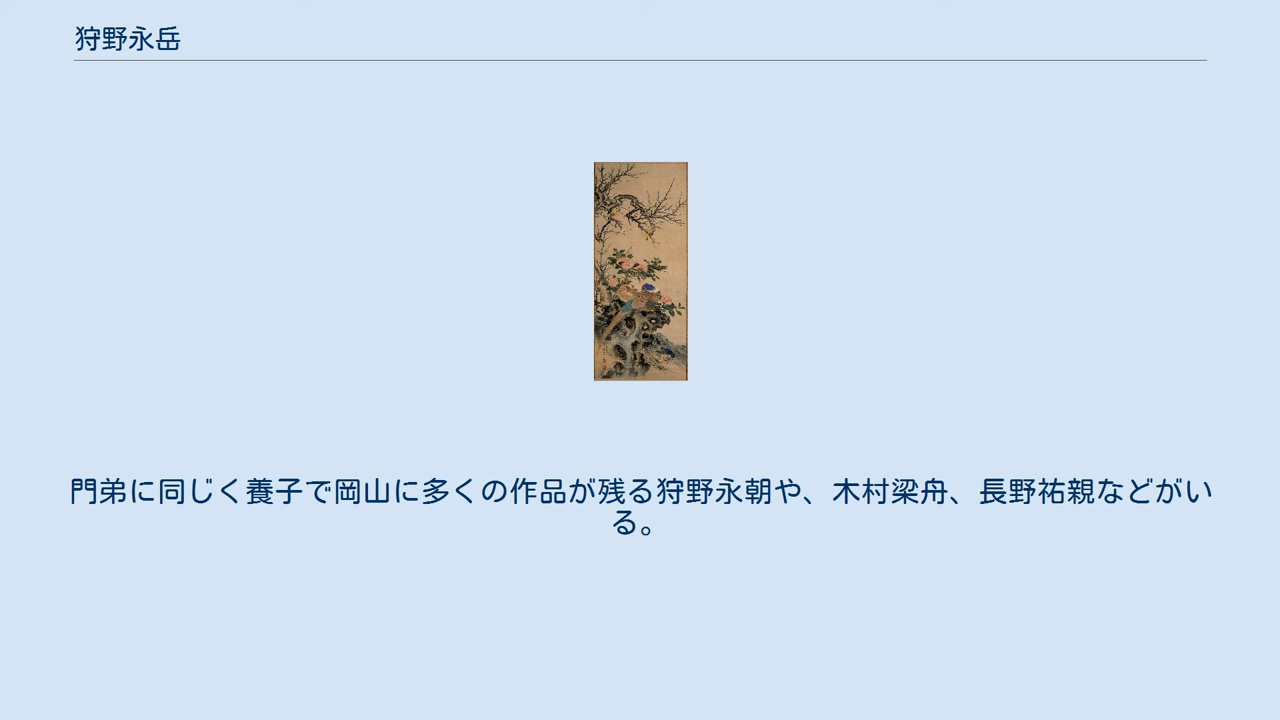 狩野永岳
門弟に同じく養子で岡山に多くの作品が残る狩野永朝や、木村梁舟、長野祐親などがい
る。